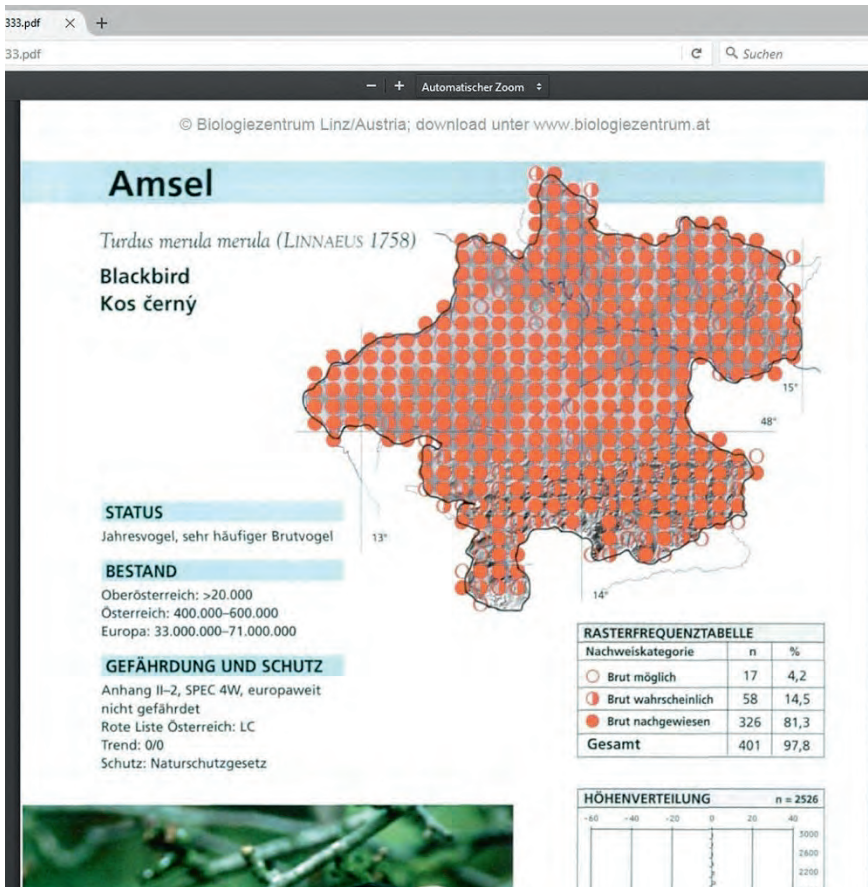 333.pdf
33.pdf
Suchen
Automatischer Zoom
© Biologiezentrum Linz/Austria; download unter www.biologiezentrum.at
Amsel
Turdus merula merula (LINNAEUS 1758)
Blackbird
Kos černý
15°
48°
13°
14°
STATUS
Jahresvogel, sehr häufiger Brutvogel
BESTAND
Oberösterreich: >20.000
Österreich: 400.000–600.000
Europa: 33.000.000–71.000.000
GEFÄHRDUNG UND SCHUTZ
Anhang II–2, SPEC 4W, europaweit
nicht gefährdet
Rote Liste Österreich: LC
Trend: 0/0
Schutz: Naturschutzgesetz
RASTERFREQUENZTABELLE
Nachweiskategorie n %
Brut möglich 17 4,2
Brut wahrscheinlich 58 14,5
Brut nachgewiesen 326 81,3
Gesamt 401 97,8
HÖHENVERTEILUNG n = 2526
-60 -40 -20 0 20 40
3000
2600
2200